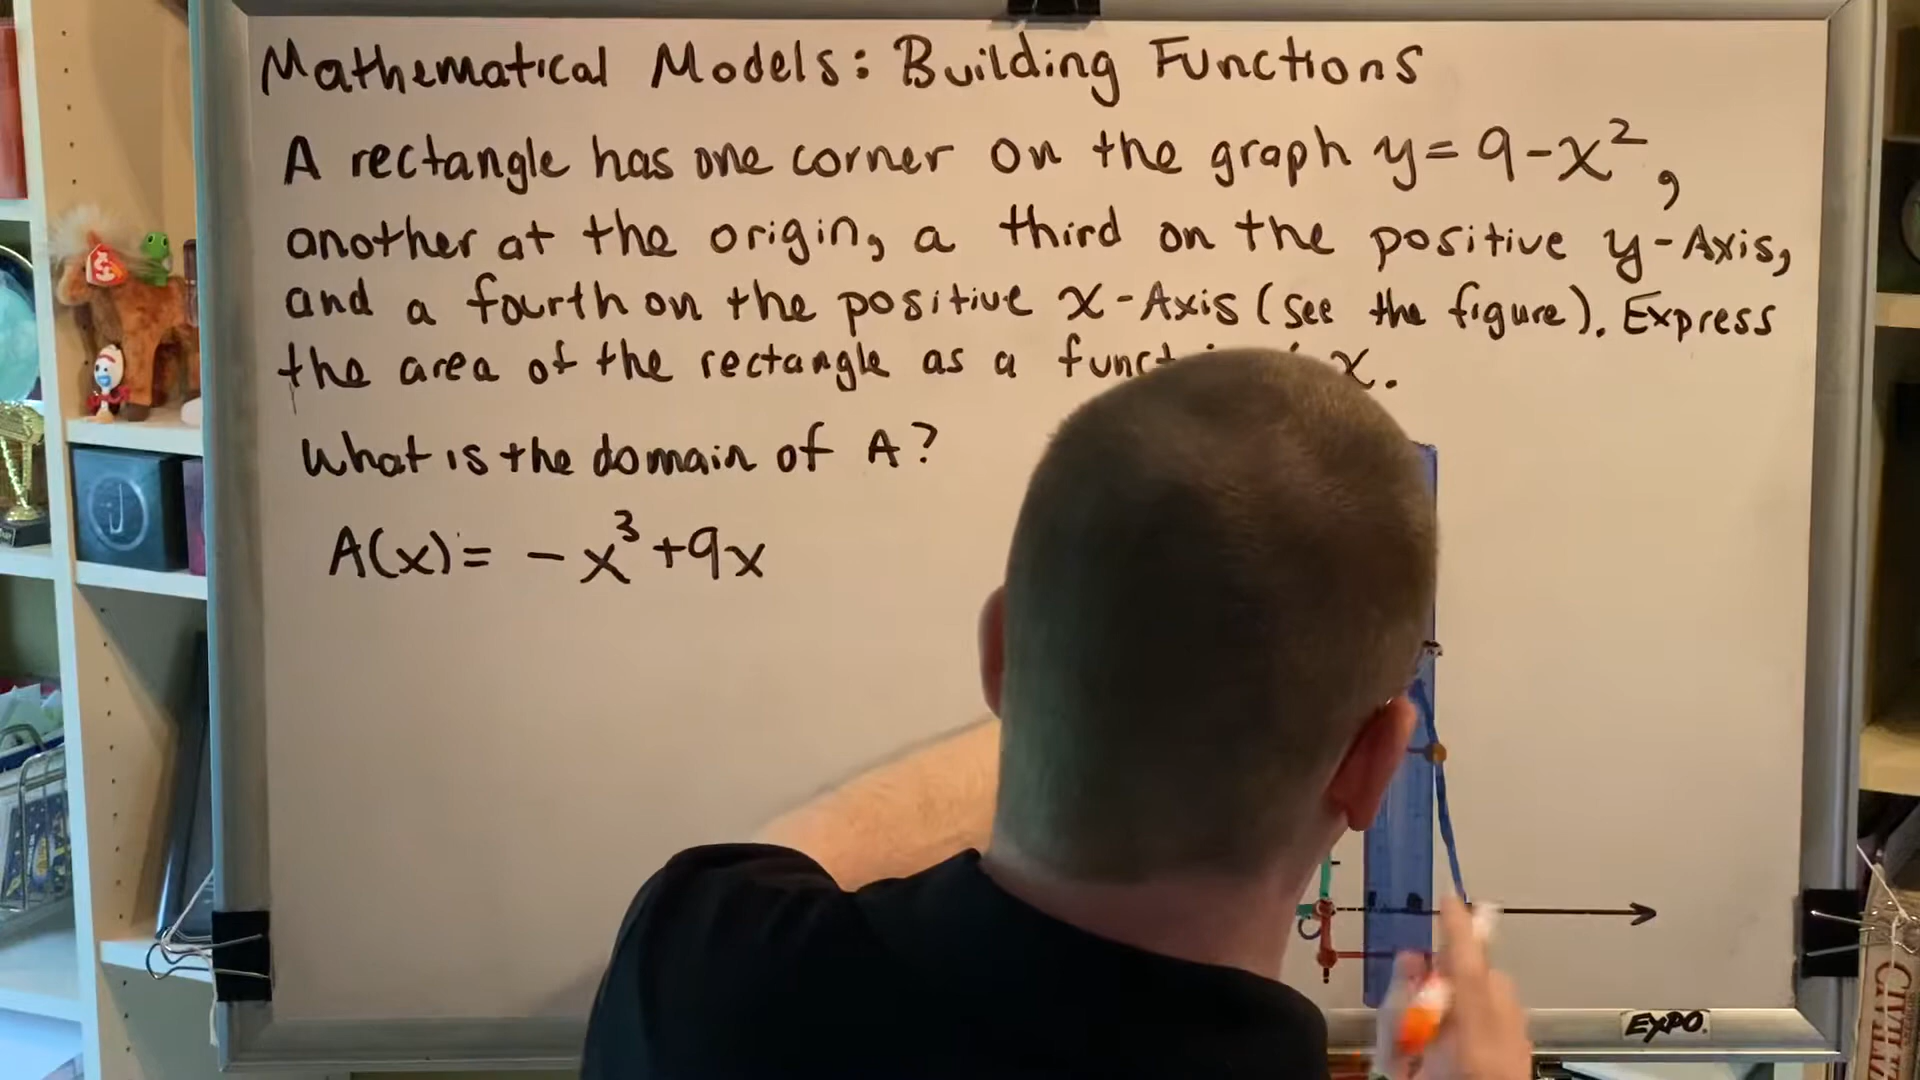 Mathematical Models: Building Functions
A rectangle has one corner on the graph y = 9 - x²,
another at the origin, a third on the positive y-Axis,
and a fourth on the positive x-Axis (see the figure). Express
the area of the rectangle as a x.
What is the domain of A?
A(x) = - x³ + 9x
J
ty
EXPO